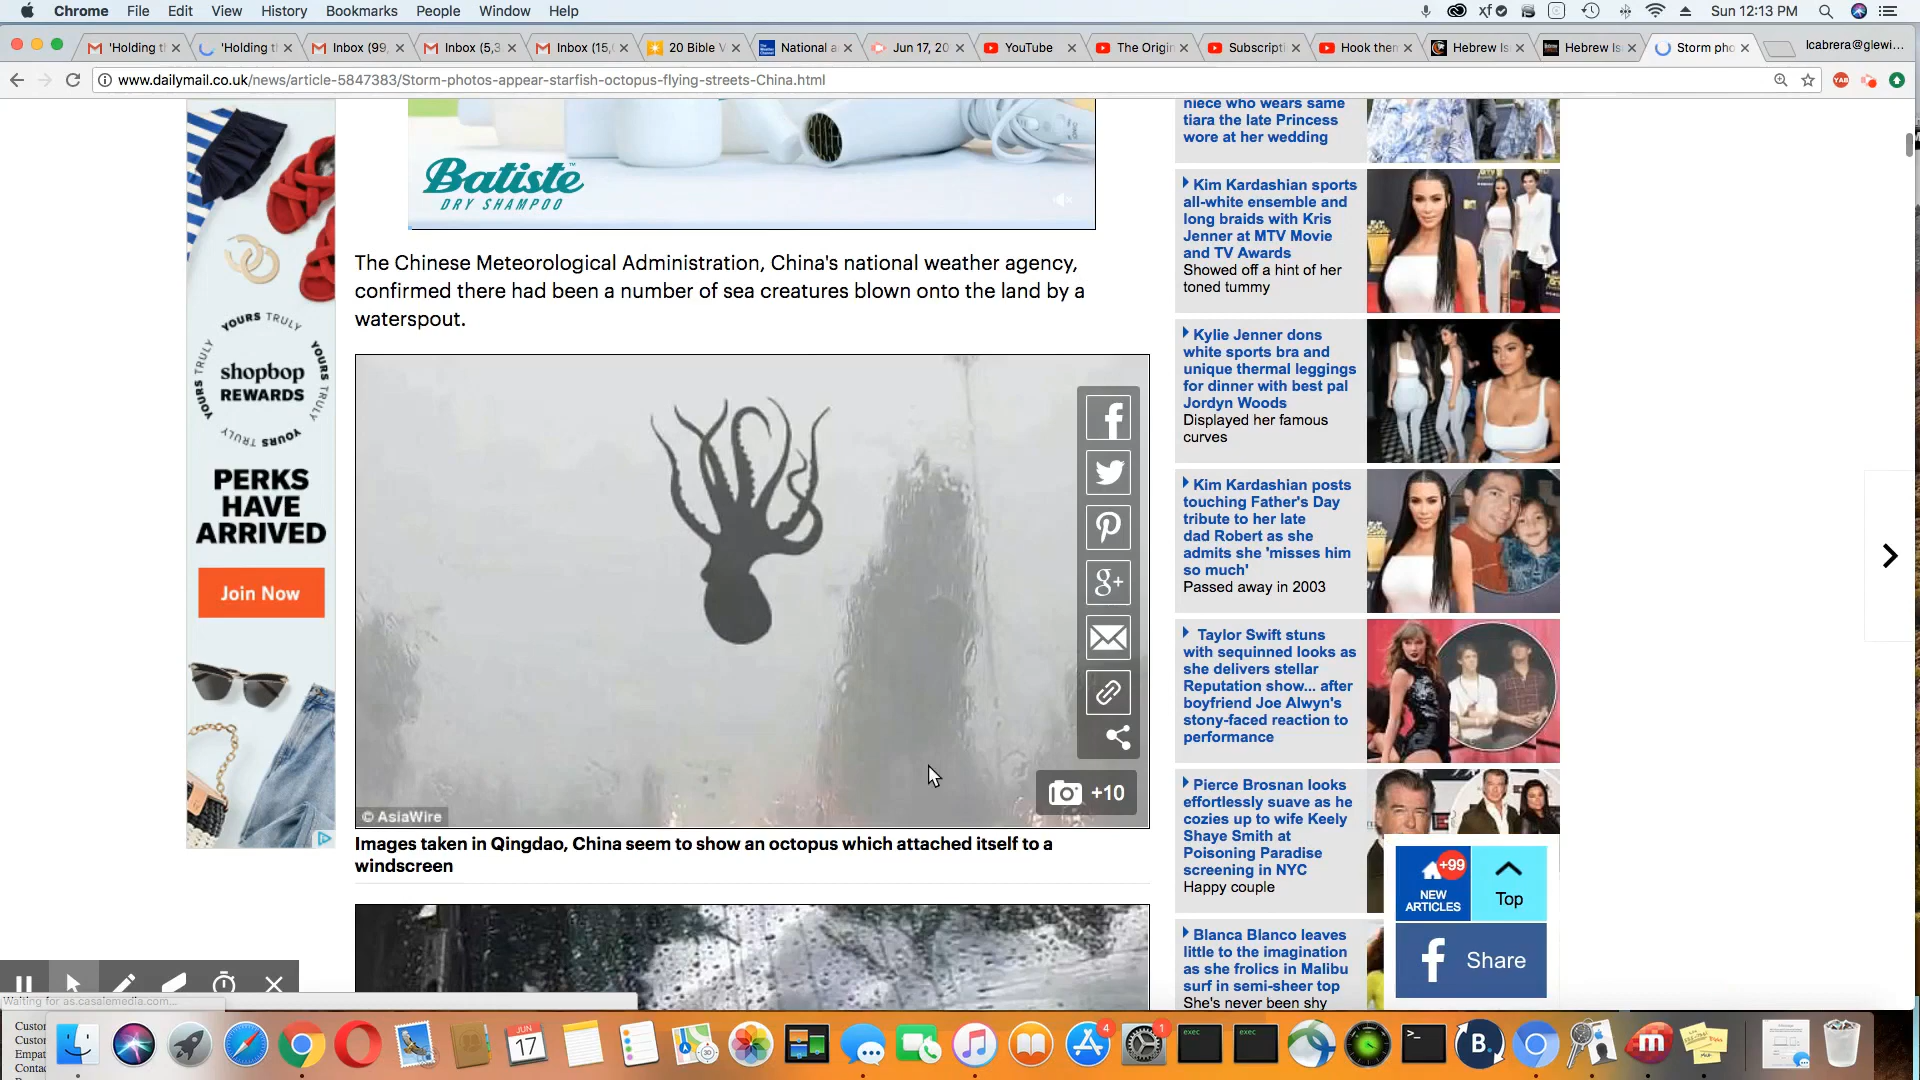 Chrome File Edit View History Bookmarks People Window Help
Sun 12:13 PM
'Holding t 'Holding t Inbox (99, Inbox (5,3 Inbox (15, 20 Bible V National a Jun 17, 20 YouTube The Origin Subscripti Hook them Hebrew Is Hebrew Is Storm pho lcabrera@glewi...
www.dailymail.co.uk/news/article-5847383/Storm-photos-appear-starfish-octopus-flying-streets-China.html
YOURS TRULY
YOURS TRULY
YOURS TRULY
YOURS TRULY
shopbop
REWARDS
PERKS
HAVE
ARRIVED
Join Now
Batiste™
DRY SHAMPOO
The Chinese Meteorological Administration, China's national weather agency,
confirmed there had been a number of sea creatures blown onto the land by a
waterspout.
© AsiaWire
+10
Images taken in Qingdao, China seem to show an octopus which attached itself to a
windscreen
niece who wears same
tiara the late Princess
wore at her wedding
Kim Kardashian sports
all-white ensemble and
long braids with Kris
Jenner at MTV Movie
and TV Awards
Showed off a hint of her
toned tummy
Kylie Jenner dons
white sports bra and
unique thermal leggings
for dinner with best pal
Jordyn Woods
Displayed her famous
curves
Kim Kardashian posts
touching Father's Day
tribute to her late
dad Robert as she
admits she 'misses him
so much'
Passed away in 2003
Taylor Swift stuns
with sequinned looks as
she delivers stellar
Reputation show... after
boyfriend Joe Alwyn's
stony-faced reaction to
performance
Pierce Brosnan looks
effortlessly suave as he
cozies up to wife Keely
Shaye Smith at
Poisoning Paradise
screening in NYC
Happy couple
Blanca Blanco leaves
little to the imagination
as she frolics in Malibu
surf in semi-sheer top
She's never been shy
+99
NEW
ARTICLES
Top
Share
Waiting for as.casalemedia.com...
Custor
Custor
Empat
Conta
JUN
17
4
1